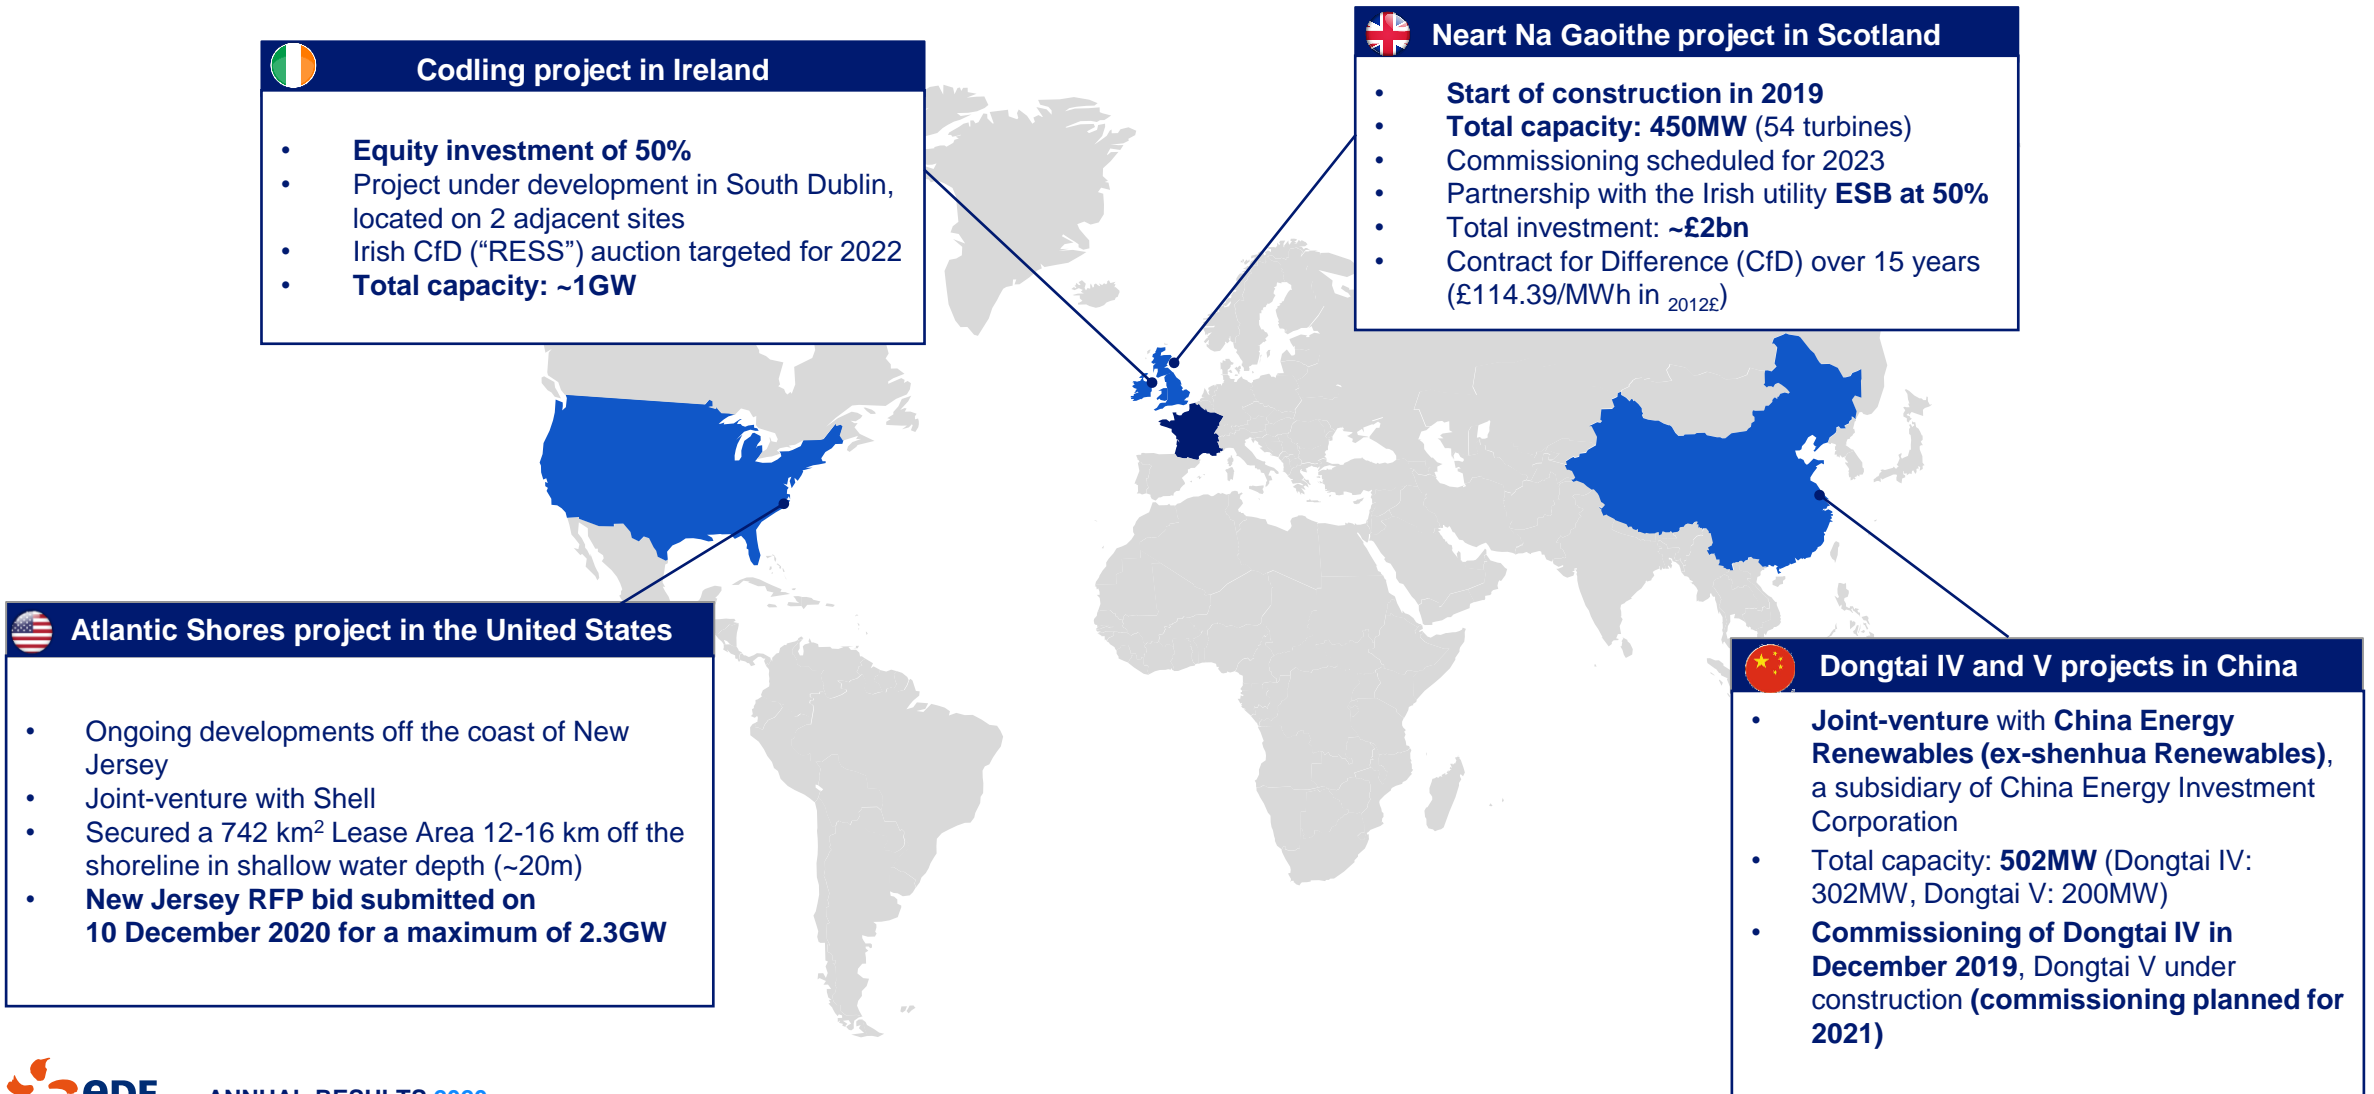 Codling project in Ireland
• Equity investment of 50%
• Project under development in South Dublin,
located on 2 adjacent sites
• Irish CfD (“RESS”) auction targeted for 2022
• Total capacity: ~1GW
Neart Na Gaoithe project in Scotland
• Start of construction in 2019
• Total capacity: 450MW (54 turbines)
• Commissioning scheduled for 2023
• Partnership with the Irish utility ESB at 50%
• Total investment: ~£2bn
• Contract for Difference (CfD) over 15 years
(£114.39/MWh in 2012£)
Atlantic Shores project in the United States
• Ongoing developments off the coast of New
Jersey
• Joint-venture with Shell
• Secured a 742 km² Lease Area 12-16 km off the
shoreline in shallow water depth (~20m)
• New Jersey RFP bid submitted on
10 December 2020 for a maximum of 2.3GW
Dongtai IV and V projects in China
• Joint-venture with China Energy
Renewables (ex-shenhua Renewables),
a subsidiary of China Energy Investment
Corporation
• Total capacity: 502MW (Dongtai IV:
302MW, Dongtai V: 200MW)
• Commissioning of Dongtai IV in
December 2019, Dongtai V under
construction (commissioning planned for
2021)
eDF
ANNUAL RESULTS 2020